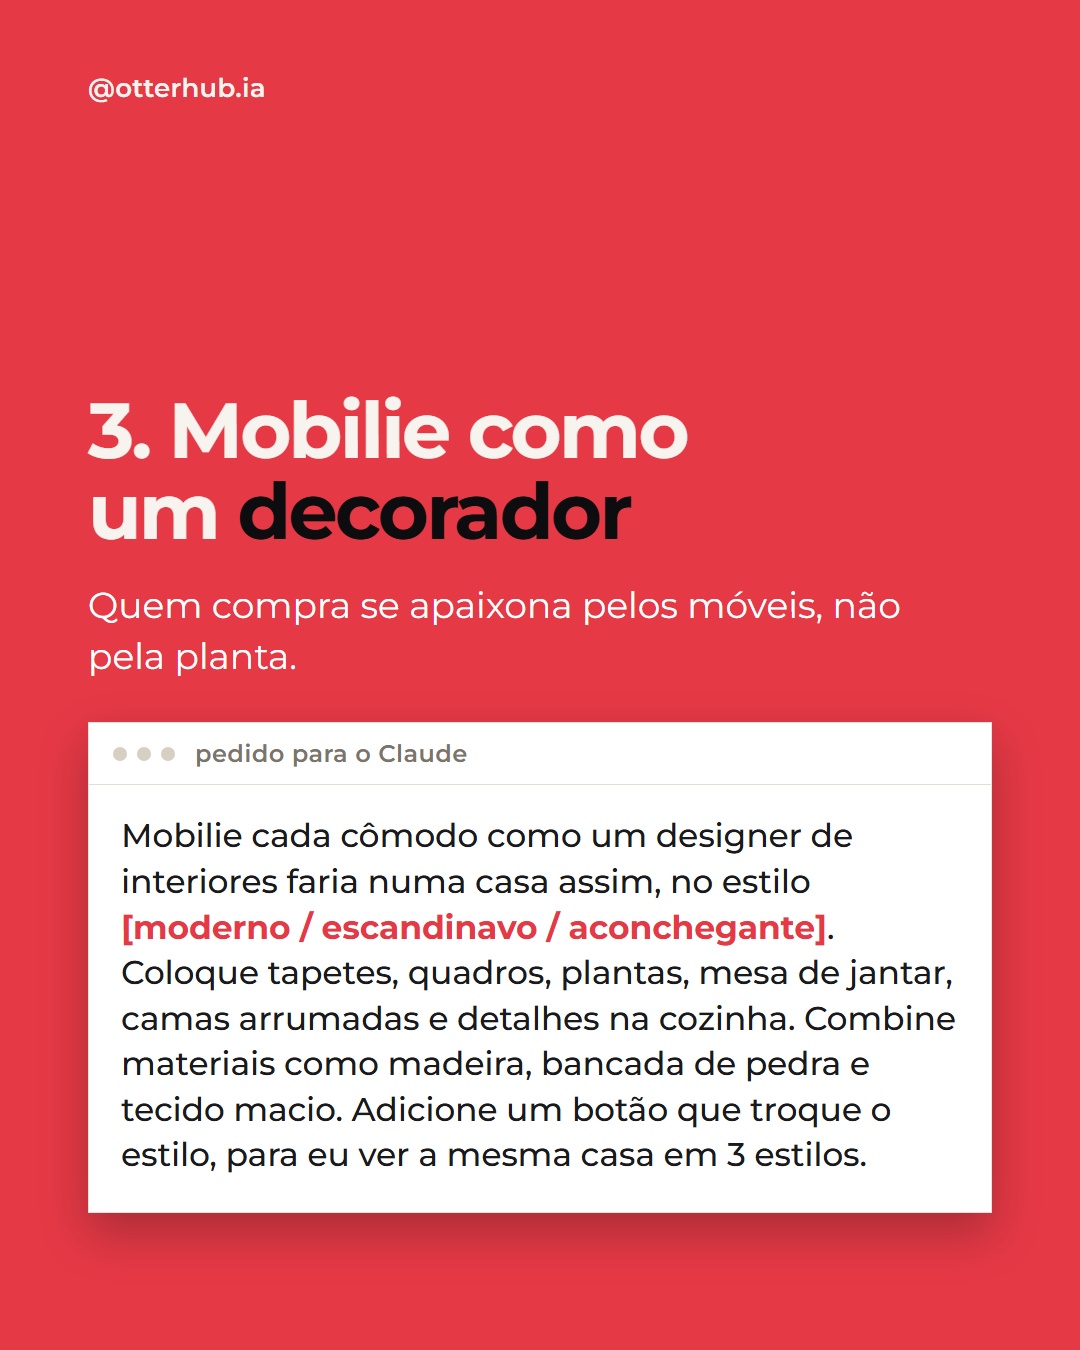 @otterhub.ia
3. Mobilie como
um decorador
Quem compra se apaixona pelos móveis, não
pela planta.
pedido para o Claude
Mobilie cada cômodo como um designer de
interiores faria numa casa assim, no estilo
[moderno / escandinavo / aconchegante].
Coloque tapetes, quadros, plantas, mesa de jantar,
camas arrumadas e detalhes na cozinha. Combine
materiais como madeira, bancada de pedra e
tecido macio. Adicione um botão que troque o
estilo, para eu ver a mesma casa em 3 estilos.